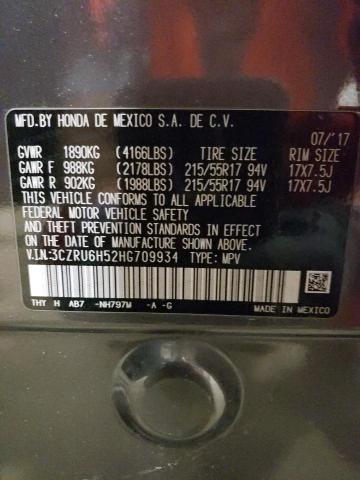 MFD.BY HONDA DE MEXICO S.A. DE C.V.
07/'17
GVWR 1890KG (4166LBS) TIRE SIZE RIM SIZE
GAWR F 988KG (2178LBS) 215/55R17 94V 17X7.5J
GAWR R 902KG (1988LBS) 215/55R17 94V 17X7.5J
THIS VEHICLE CONFORMS TO ALL APPLICABLE
FEDERAL MOTOR VEHICLE SAFETY
AND THEFT PREVENTION STANDARDS IN EFFECT
ON THE DATE OF MANUFACTURE SHOWN ABOVE.
V.I.N:3CZRU6H52HG709934 TYPE: MPV
THY H AB7 -NH797M -A -G
MADE IN MEXICO